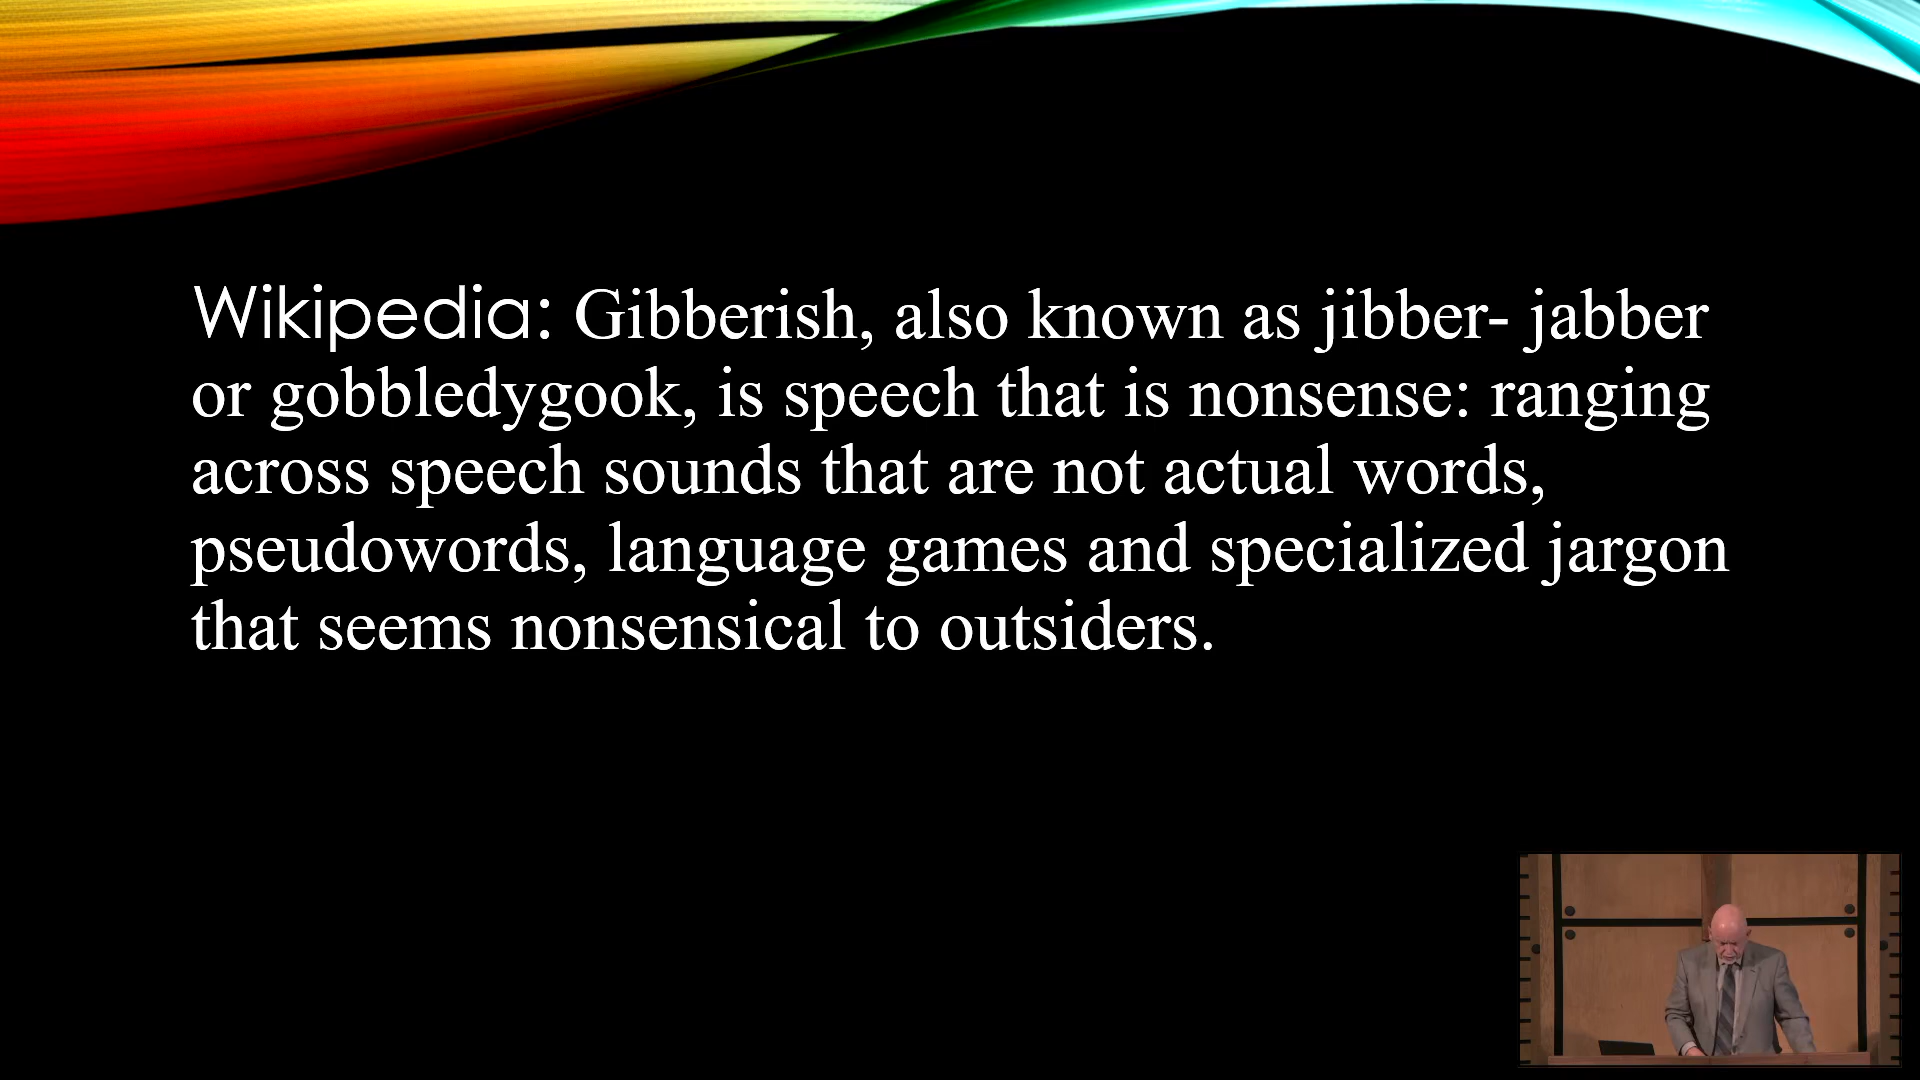 Wikipedia: Gibberish, also known as jibber- jabber
or gobbledygook, is speech that is nonsense: ranging
across speech sounds that are not actual words,
pseudowords, language games and specialized jargon
that seems nonsensical to outsiders.